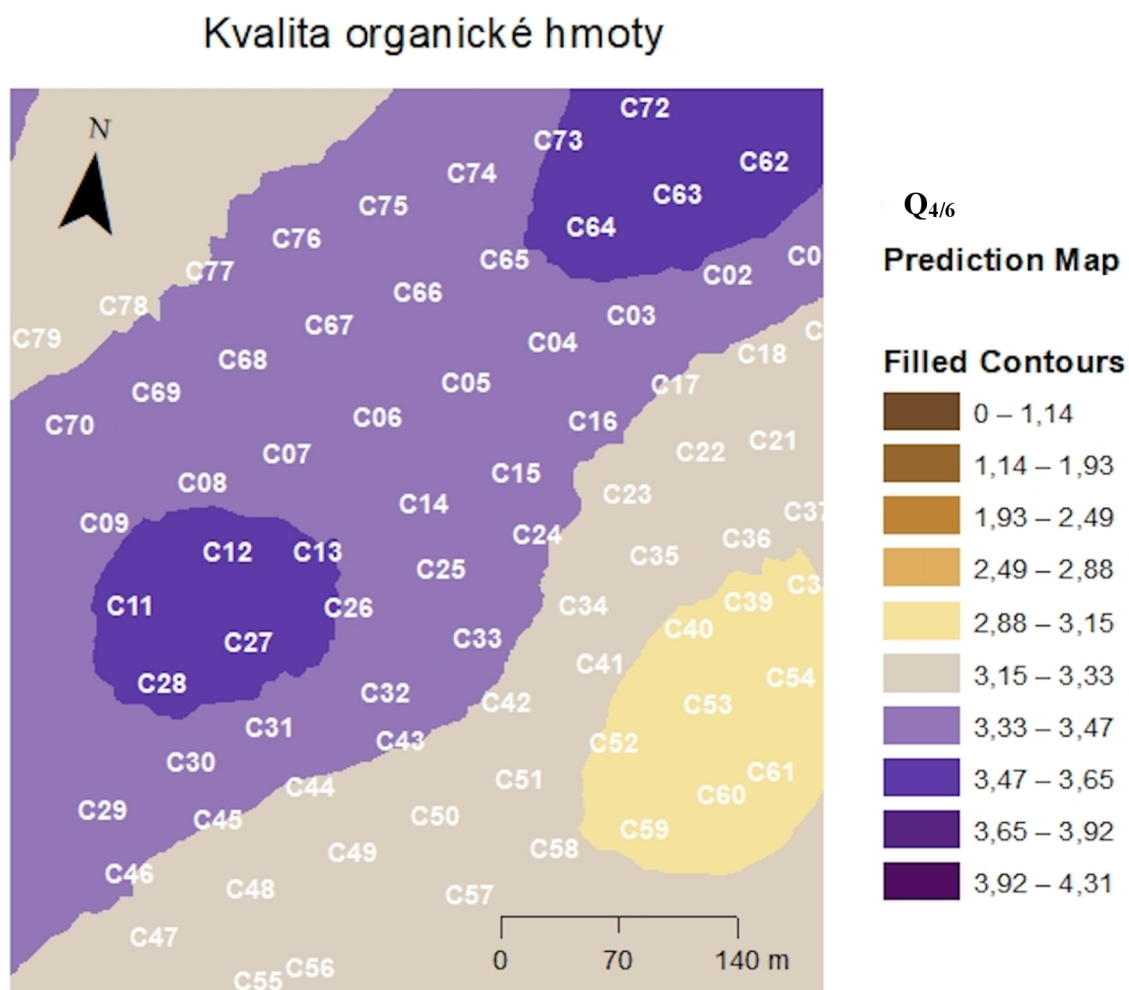 Kvalita organické hmoty
N
C72
C73
C62
C74
C63
C75
C64
C76
C65
C02
C0
C77
C66
C78
C03
C67
C79
C04
C18
C
C68
C05
C17
C69
C06
C16
C70
C21
C07
C22
C15
C08
C23
C14
C37
C09
C24
C36
C12
C13
C35
C25
C3
C11
C26
C34
C39
C27
C33
C40
C28
C41
C32
C54
C42
C53
C31
C43
C52
C30
C51
C61
C44
C60
C29
C45
C50
C59
C49
C58
C46
C48
C57
C47
C56
C55
0 70 140 m
Q4/6
Prediction Map
Filled Contours
0 – 1,14
1,14 – 1,93
1,93 – 2,49
2,49 – 2,88
2,88 – 3,15
3,15 – 3,33
3,33 – 3,47
3,47 – 3,65
3,65 – 3,92
3,92 – 4,31